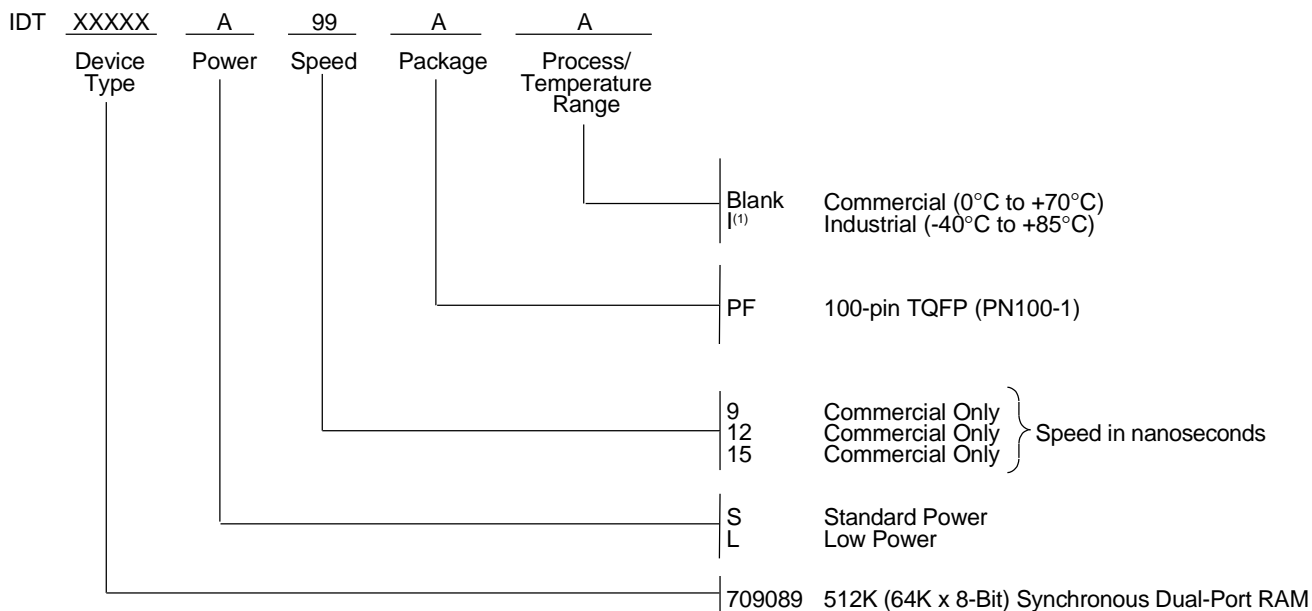 IDT XXXXX A 99 A A
Device Type Power Speed Package Process/ Temperature Range
Blank Commercial (0°C to +70°C)
I(1) Industrial (-40°C to +85°C)
PF 100-pin TQFP (PN100-1)
9 Commercial Only
12 Commercial Only Speed in nanoseconds
15 Commercial Only
S Standard Power
L Low Power
709089 512K (64K x 8-Bit) Synchronous Dual-Port RAM